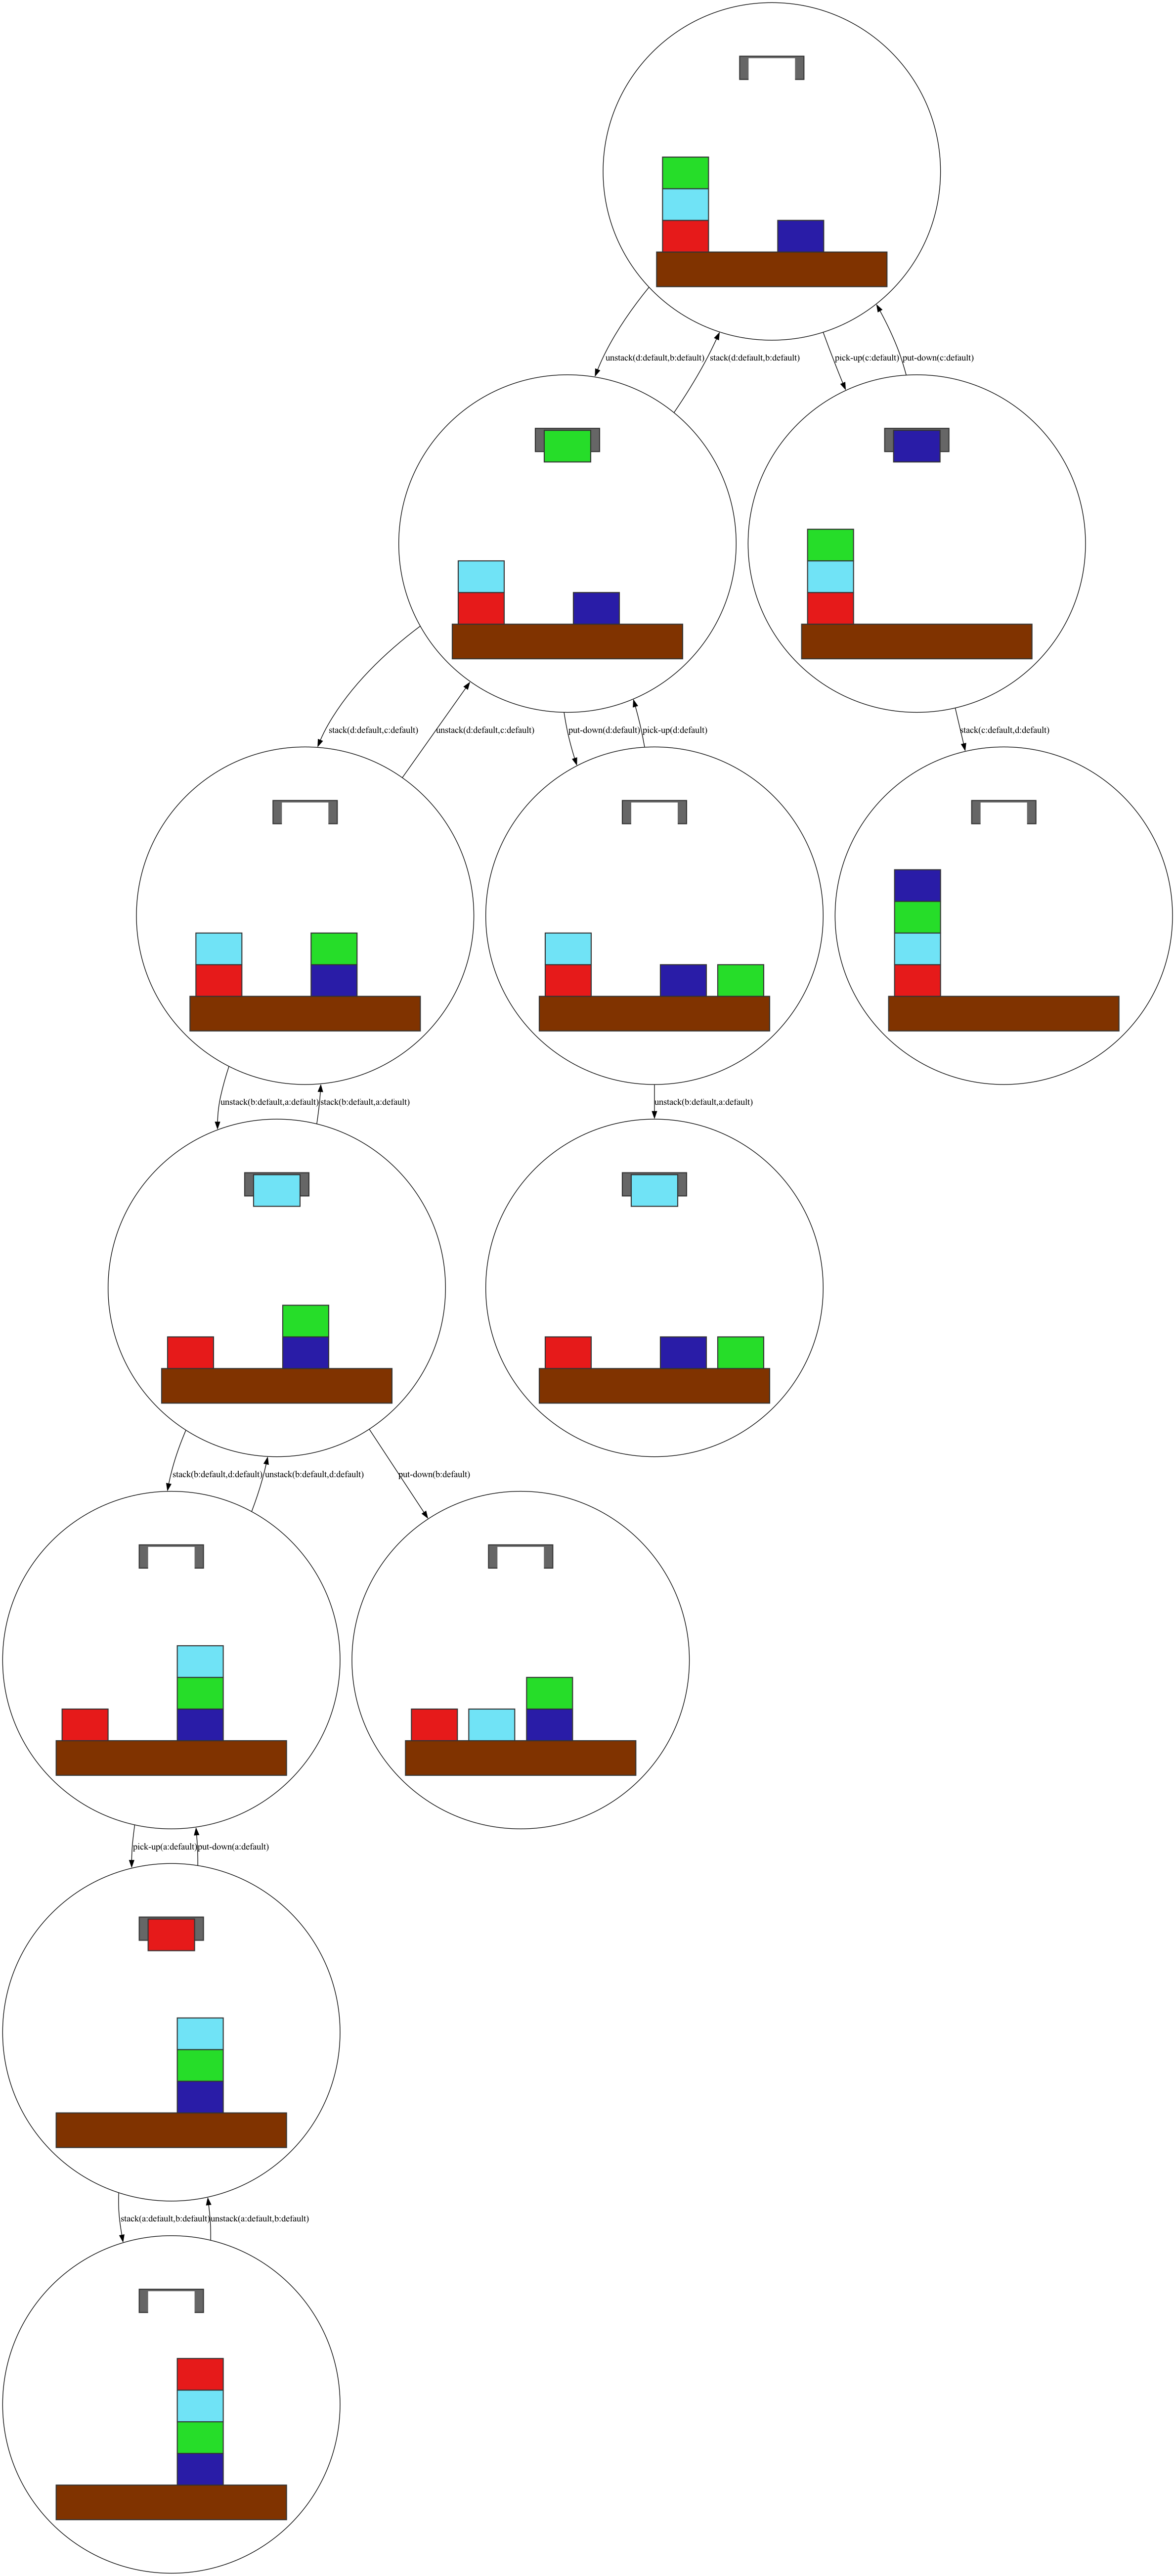 unstack(d:default,b:default)
stack(d:default,b:default)
pick-up(c:default)
put-down(c:default)
stack(d:default,c:default)
unstack(d:default,c:default)
put-down(d:default)
pick-up(d:default)
stack(c:default,d:default)
unstack(b:default,a:default)
stack(b:default,a:default)
unstack(b:default,a:default)
stack(b:default,d:default)
unstack(b:default,d:default)
put-down(b:default)
pick-up(a:default)
put-down(a:default)
stack(a:default,b:default)
unstack(a:default,b:default)